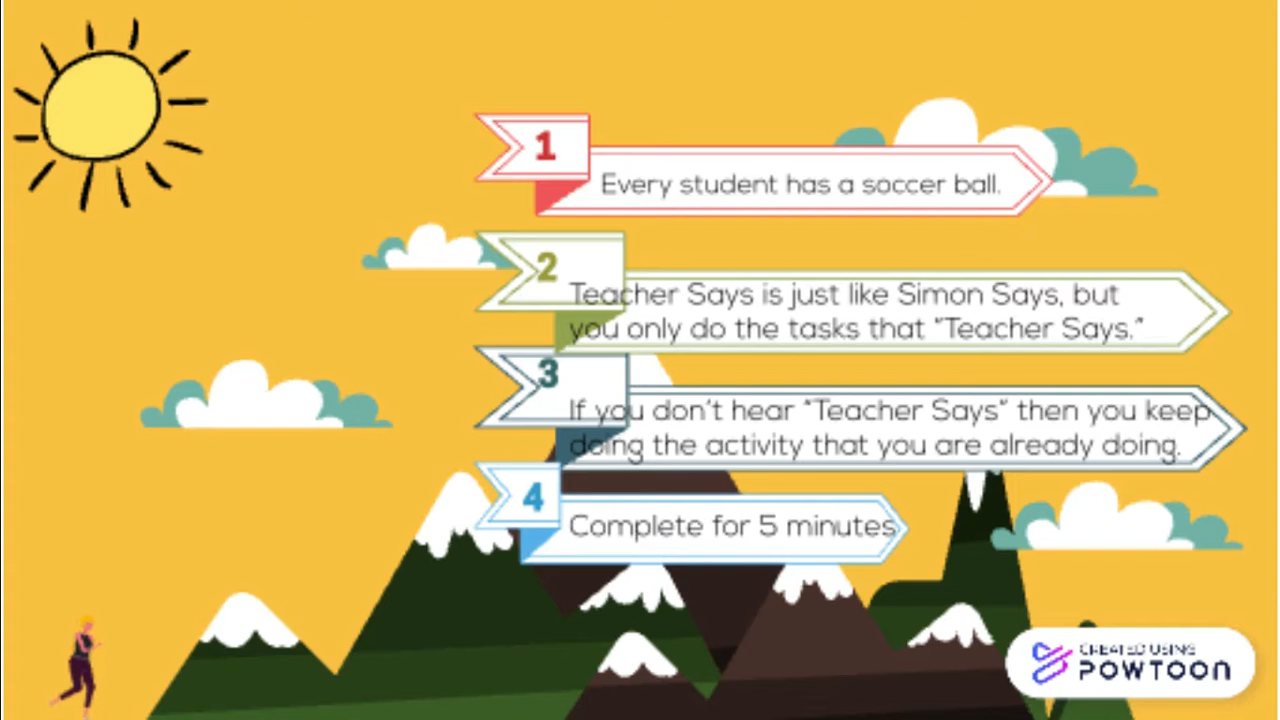 1
Every student has a soccer ball.
2
Teacher Says is just like Simon Says, but
you only do the tasks that “Teacher Says.”
3
If you don’t hear “Teacher Says” then you keep
doing the activity that you are already doing.
4
Complete for 5 minutes
CREATED USING
POWTOON